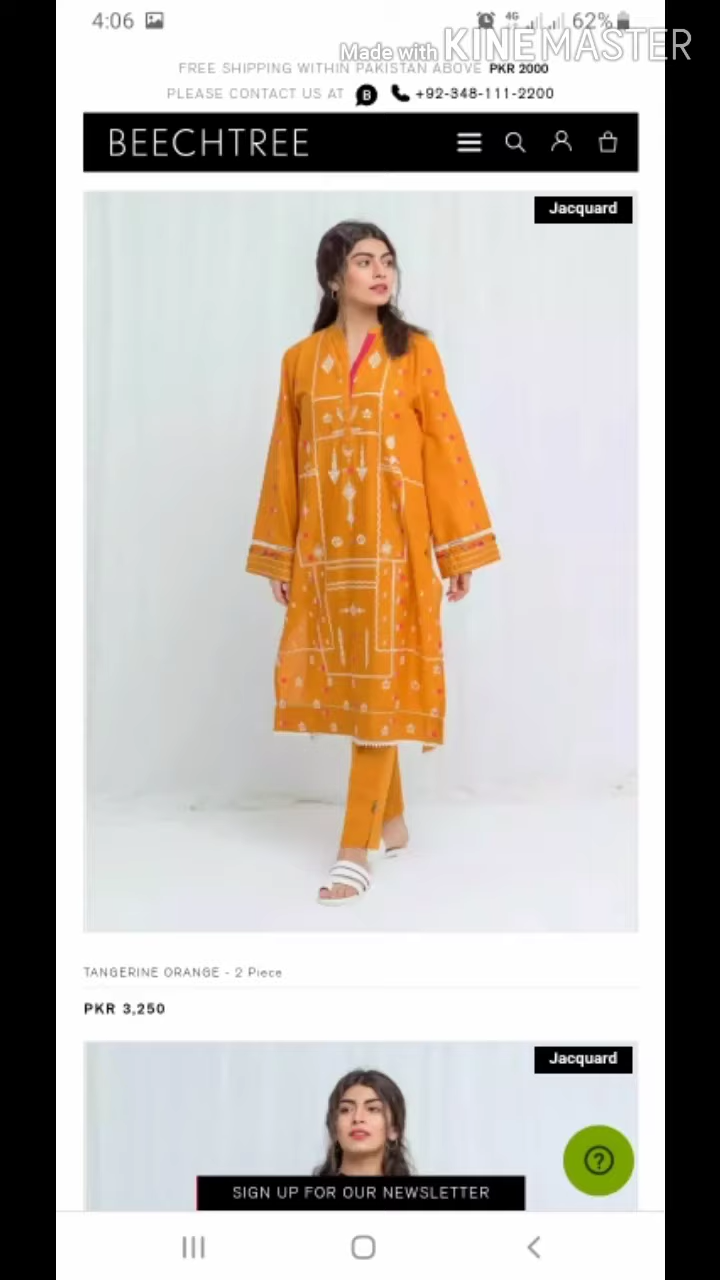 4:06 4G 62%
Made with KINEMASTER
FREE SHIPPING WITHIN PAKISTAN ABOVE PKR 2000
PLEASE CONTACT US AT B +92-348-111-2200
BEECHTREE
Jacquard
TANGERINE ORANGE - 2 Piece
PKR 3,250
Jacquard
SIGN UP FOR OUR NEWSLETTER